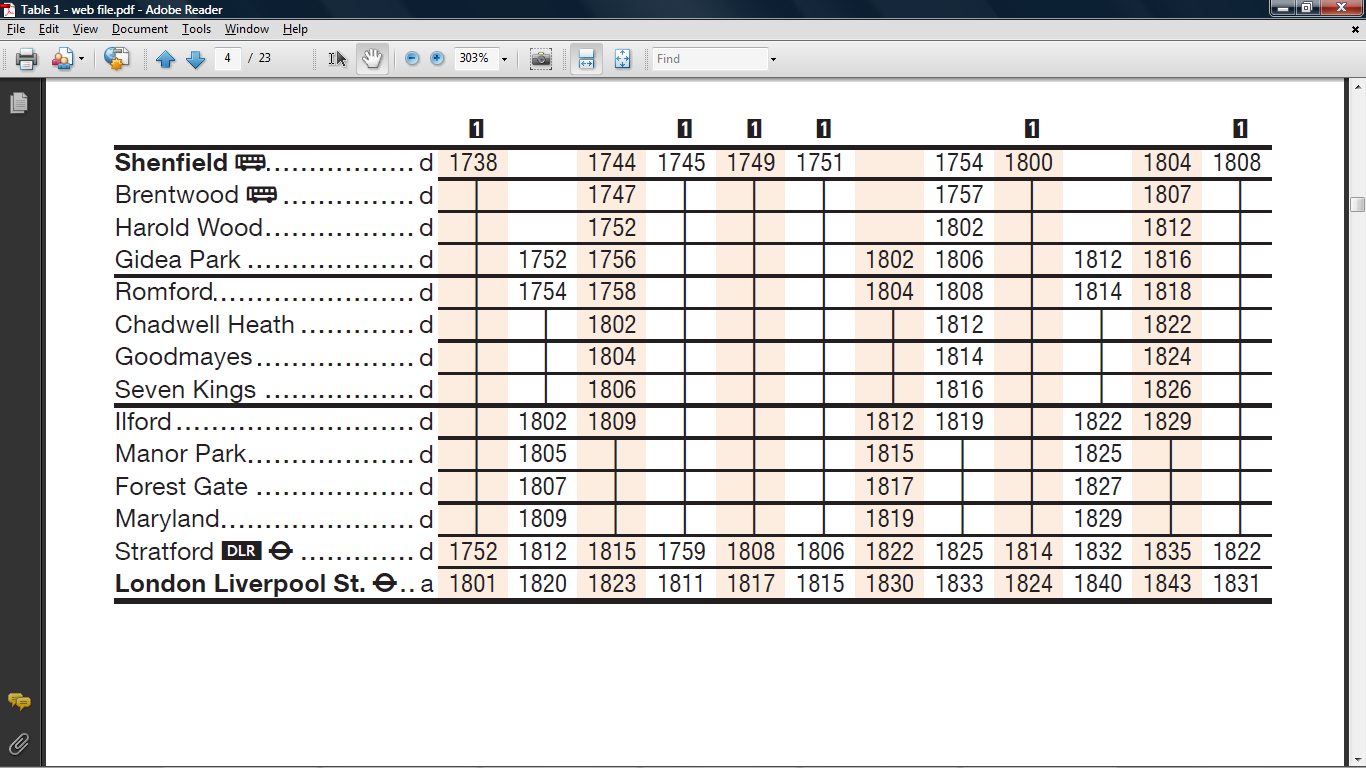 Table 1 - web file.pdf - Adobe Reader
File Edit View Document Tools Window Help
4 / 23 303% Find
1 1 1 1 1 1
Shenfield .................. d 1738 1744 1745 1749 1751 1754 1800 1804 1808
Brentwood ................ d 1747 1757 1807
Harold Wood.................. d 1752 1802 1812
Gidea Park .................... d 1752 1756 1802 1806 1812 1816
Romford........................ d 1754 1758 1804 1808 1814 1818
Chadwell Heath .............. d 1802 1812 1822
Goodmayes................... d 1804 1814 1824
Seven Kings .................. d 1806 1816 1826
Ilford............................. d 1802 1809 1812 1819 1822 1829
Manor Park.................... d 1805 1815 1825
Forest Gate ................... d 1807 1817 1827
Maryland....................... d 1809 1819 1829
Stratford DLR .............. d 1752 1812 1815 1759 1808 1806 1822 1825 1814 1832 1835 1822
London Liverpool St. .. a 1801 1820 1823 1811 1817 1815 1830 1833 1824 1840 1843 1831